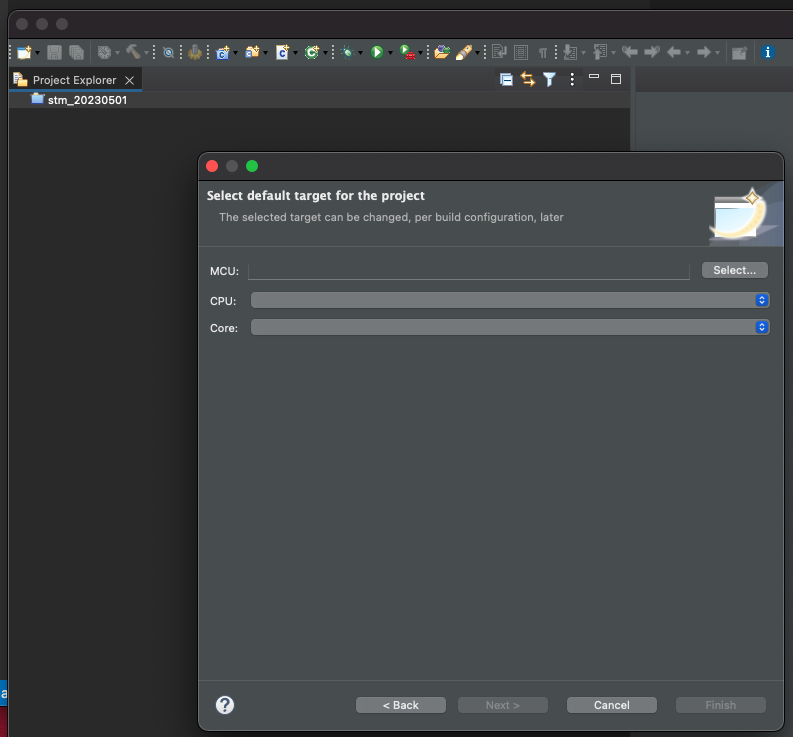 Project Explorer
stm_20230501
Select default target for the project
The selected target can be changed, per build configuration, later
MCU:
Select...
CPU:
Core:
a
?
< Back
Next >
Cancel
Finish